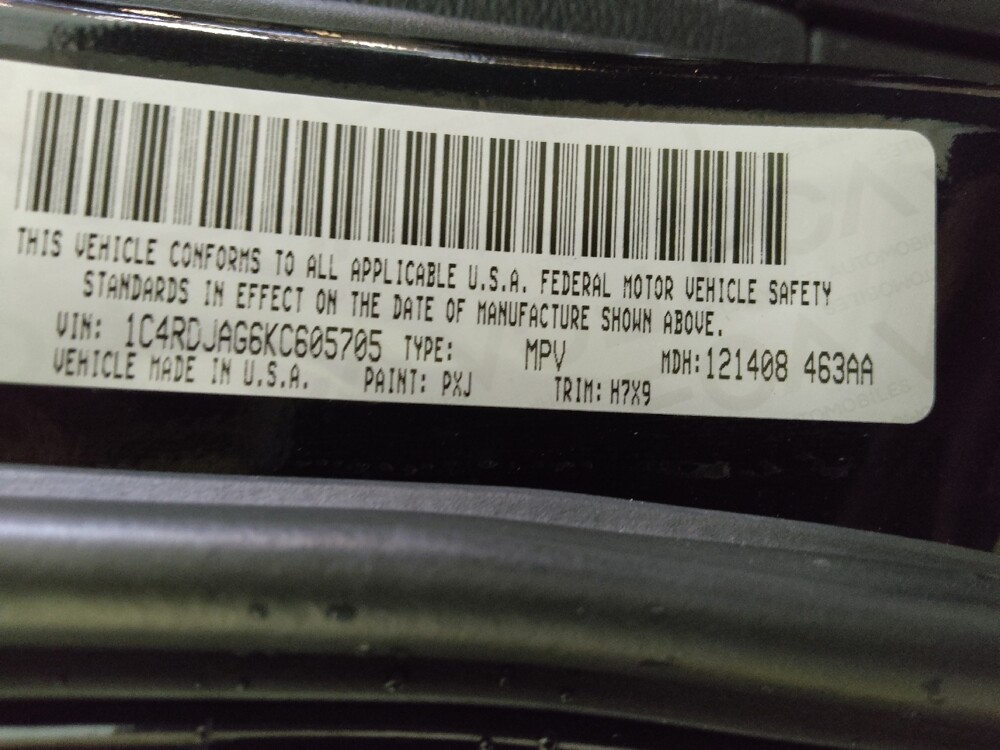 THIS VEHICLE CONFORMS TO ALL APPLICABLE U.S.A. FEDERAL MOTOR VEHICLE SAFETY
STANDARDS IN EFFECT ON THE DATE OF MANUFACTURE SHOWN ABOVE.
VIN: 1C4RDJAG6KC605705 TYPE: MPV MDH:121408 463AA
VEHICLE MADE IN U.S.A. PAINT: PXJ TRIM: H7X9